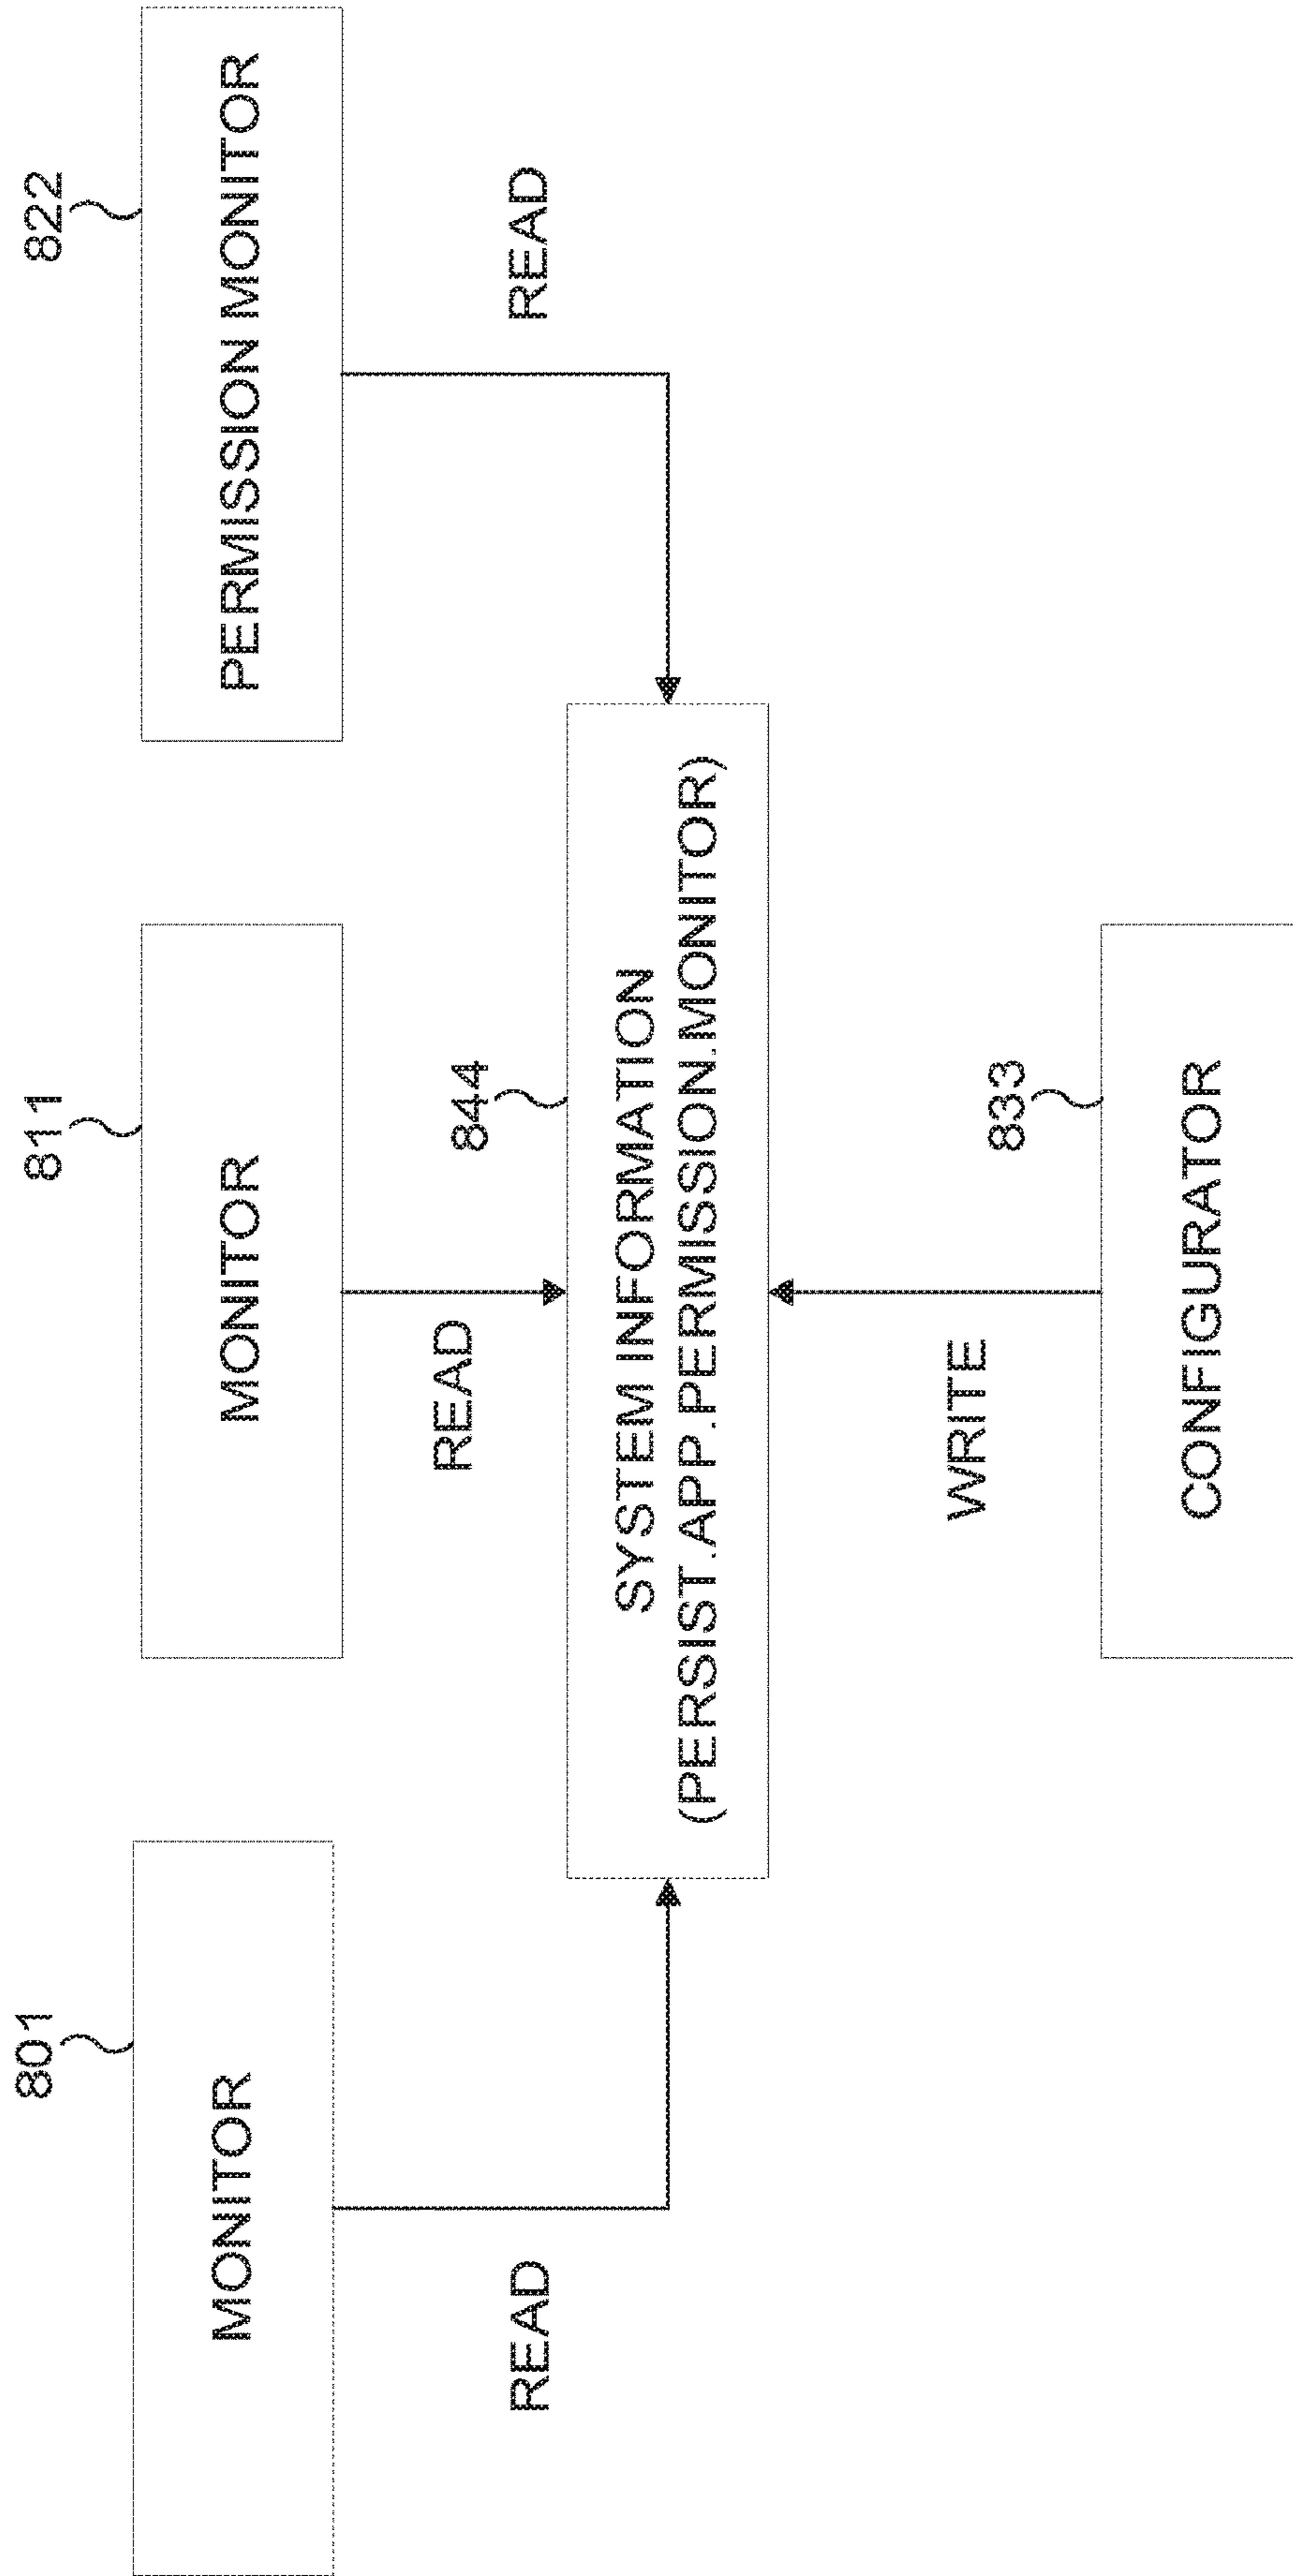 801
811
822
MONITOR
MONITOR
PERMISSION MONITOR
READ
READ
READ
844
SYSTEM INFORMATION
(PERSIST.APP.PERMISSION.MONITOR)
WRITE
833
CONFIGURATOR